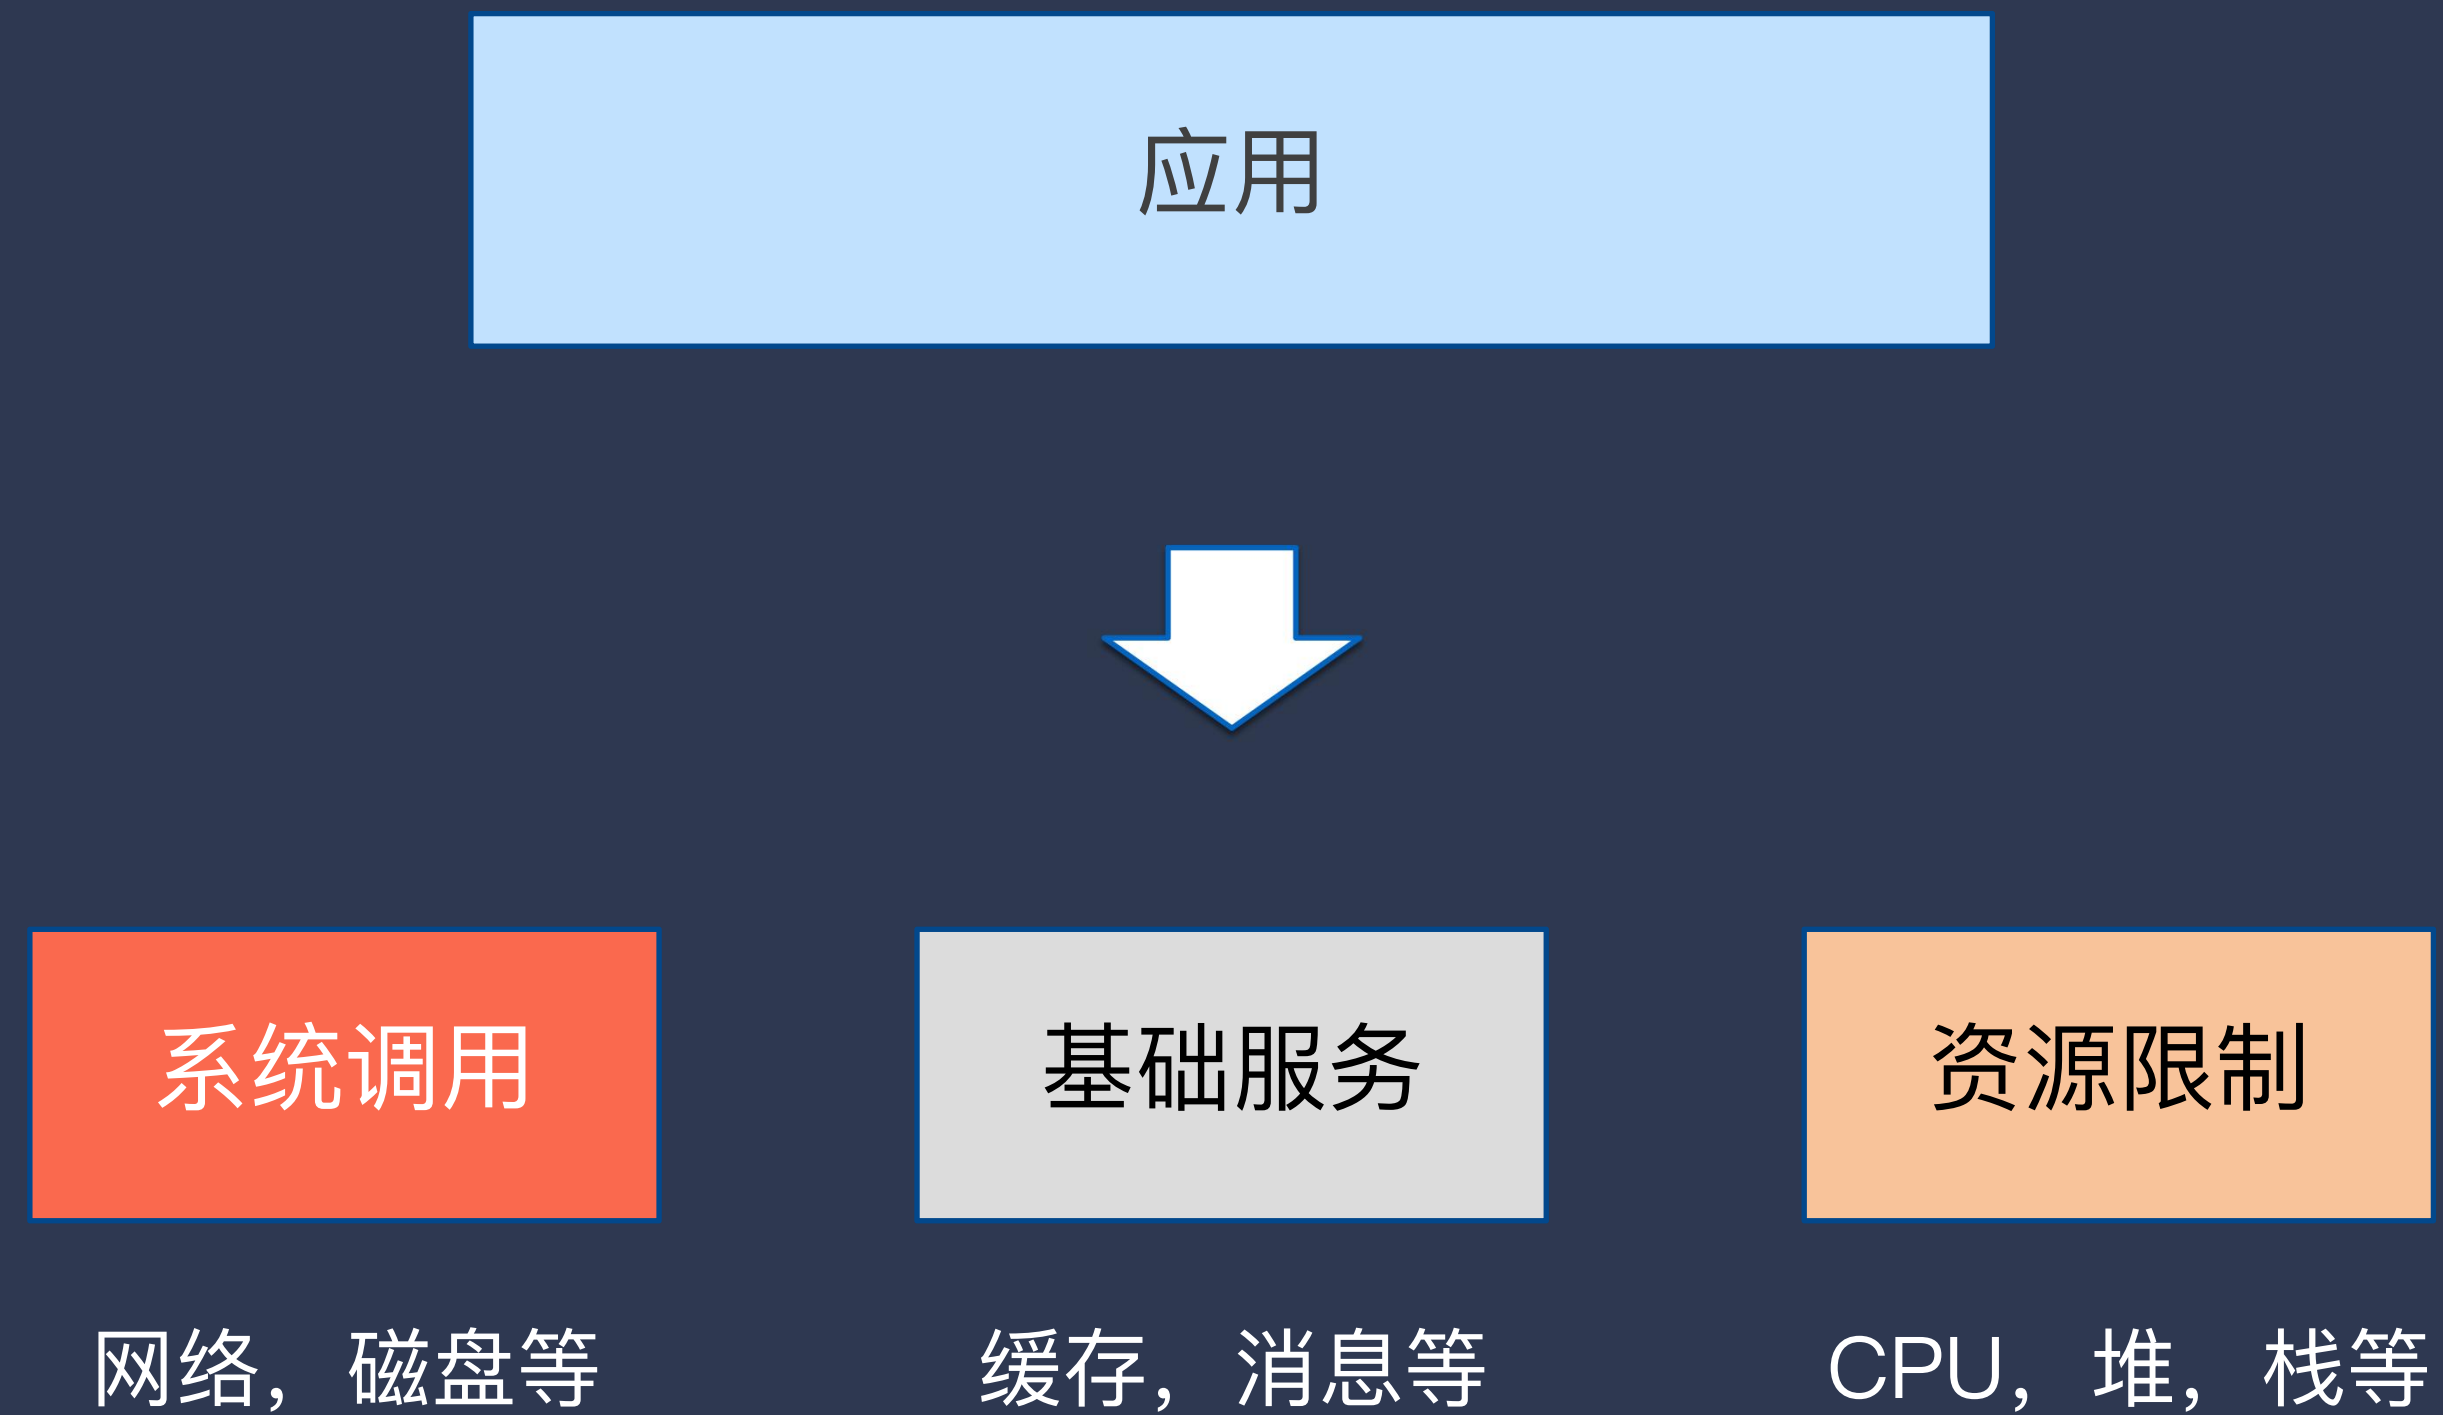 应用
系统调用
基础服务
资源限制
网络，磁盘等
缓存，消息等
CPU，堆，栈等